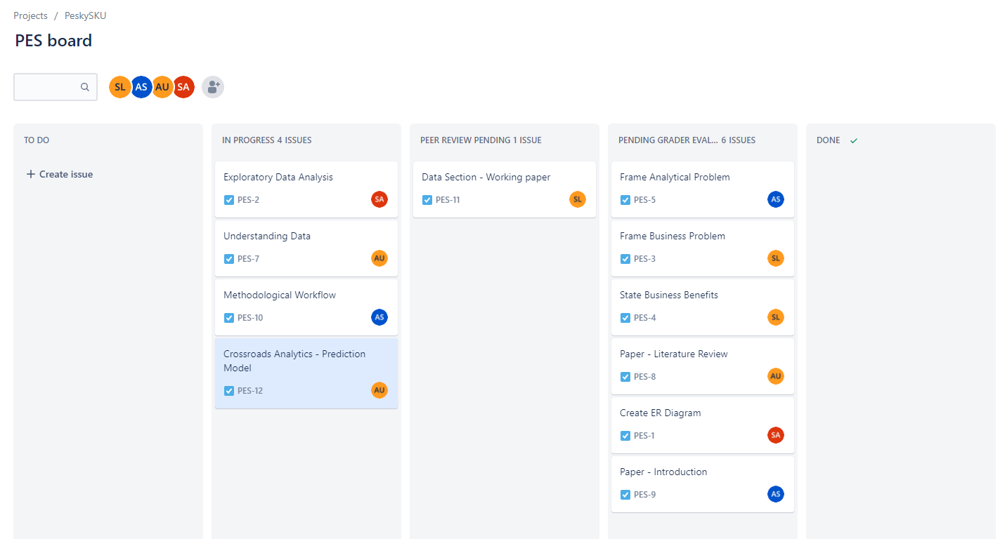 Projects / PeskySKU
PES board
SL AS AU SA
TO DO
+ Create issue
IN PROGRESS 4 ISSUES
Exploratory Data Analysis
PES-2 SA
Understanding Data
PES-7 AU
Methodological Workflow
PES-10 AS
Crossroads Analytics - Prediction
Model
PES-12 AU
PEER REVIEW PENDING 1 ISSUE
Data Section - Working paper
PES-11 SL
PENDING GRADER EVAL... 6 ISSUES
Frame Analytical Problem
PES-5 AS
Frame Business Problem
PES-3 SL
State Business Benefits
PES-4 SL
Paper - Literature Review
PES-8 AU
Create ER Diagram
PES-1 SA
Paper - Introduction
PES-9 AS
DONE